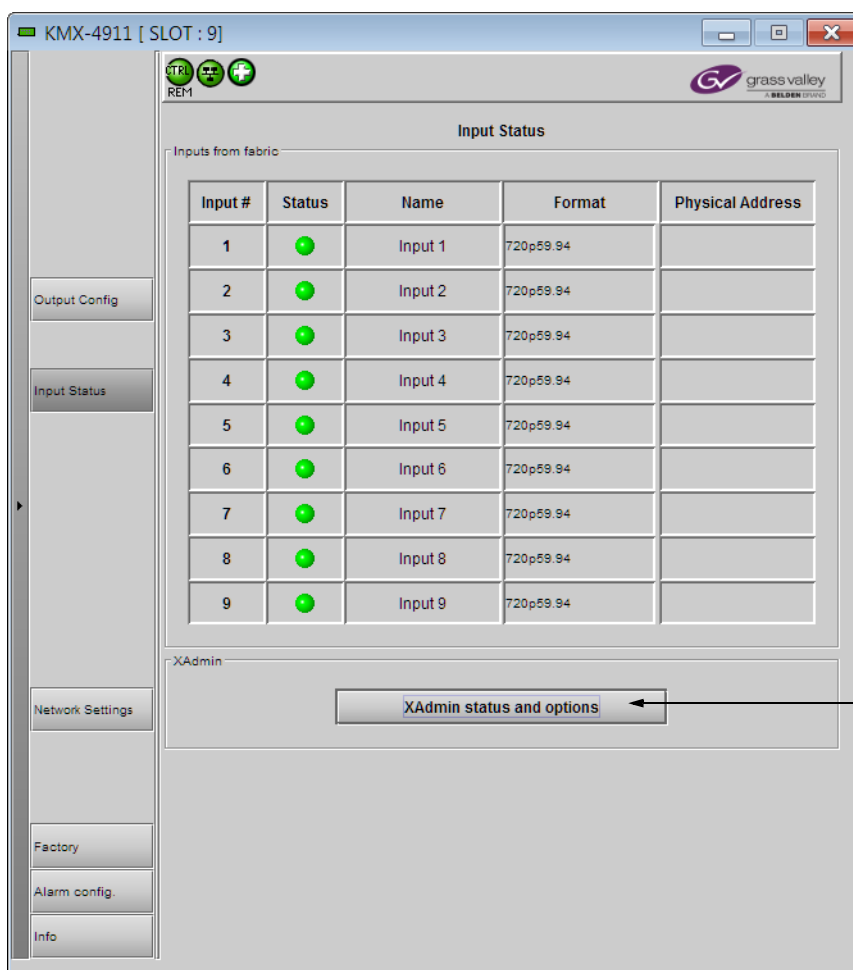 KMX-4911 [ SLOT : 9]
CTRL
REM
grass valley
A BELDEN BRAND
Input Status
Inputs from fabric
Input # Status Name Format Physical Address
1 Input 1 720p59.94
2 Input 2 720p59.94
3 Input 3 720p59.94
4 Input 4 720p59.94
5 Input 5 720p59.94
6 Input 6 720p59.94
7 Input 7 720p59.94
8 Input 8 720p59.94
9 Input 9 720p59.94
XAdmin
XAdmin status and options
Output Config
Input Status
Network Settings
Factory
Alarm config.
Info